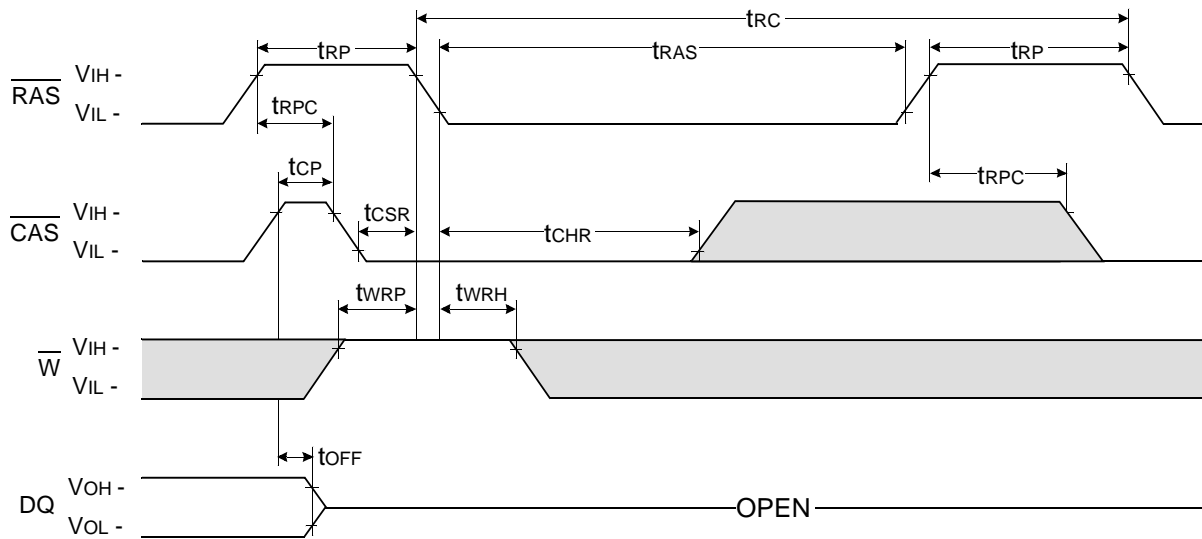 tRC
tRP tRAS tRP
RAS VIH -
VIL -
tRPC
tCP tRPC
CAS VIH -
VIL -
tCSR tCHR
tWRP tWRH
W VIH -
VIL -
tOFF
DQ VOH -
VOL -
OPEN